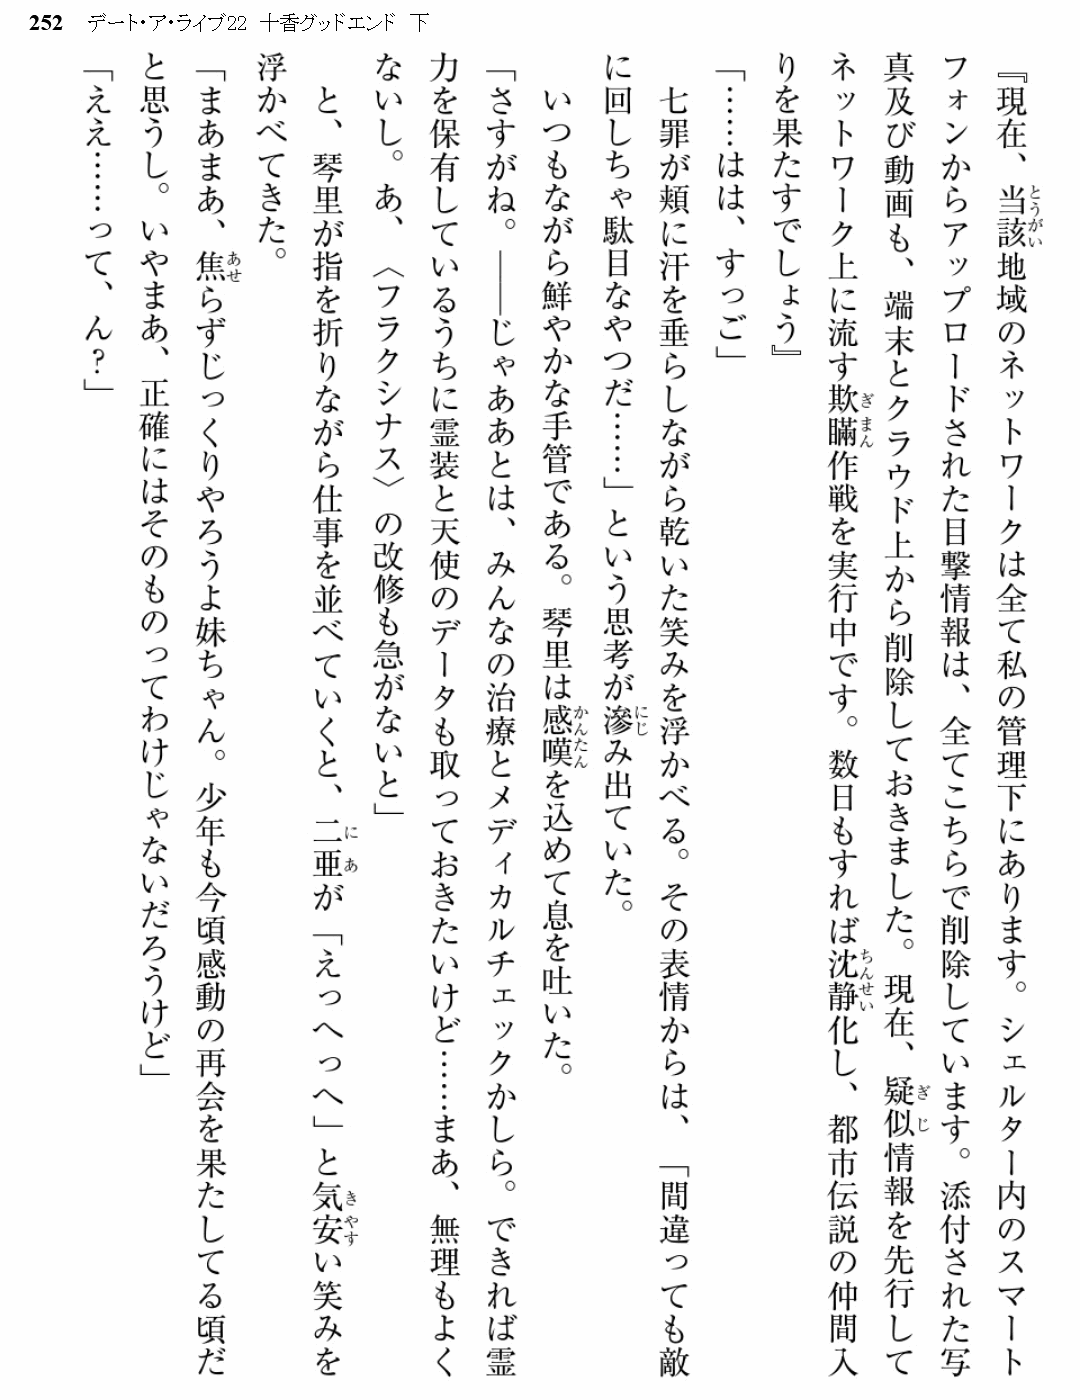 252 デート・ア・ライブ22 十香グッドエンド 下
『現在、当該地域のネットワークは全て私の管理下にあります。シェルター内のスマート
フォンからアップロードされた目撃情報は、全てこちらで削除しています。添付された写
真及び動画も、端末とクラウド上から削除しておきました。現在、疑似情報を先行して
ネットワーク上に流す欺瞞作戦を実行中です。数日もすれば沈静化し、都市伝説の仲間入
りを果たすでしょう』
「……はは、すっご」
七罪が頬に汗を垂らしながら乾いた笑みを浮かべる。その表情からは、「間違っても敵
に回しちゃ駄目なやつだ……」という思考が滲み出ていた。
いつもながら鮮やかな手管である。琴里は感嘆を込めて息を吐いた。
「さすがね。――じゃああとは、みんなの治療とメディカルチェックかしら。できれば霊
力を保有しているうちに霊装と天使のデータも取っておきたいけど……まあ、無理もよく
ないし。あ、〈フラクシナス〉の改修も急がないと」
と、琴里が指を折りながら仕事を並べていくと、二亜が「えっへっへ」と気安い笑みを
浮かべてきた。
「まあまあ、焦らずじっくりやろうよ妹ちゃん。少年も今頃感動の再会を果たしてる頃だ
と思うし。いやまあ、正確にはそのものってわけじゃないだろうけど」
「ええ……って、ん?」